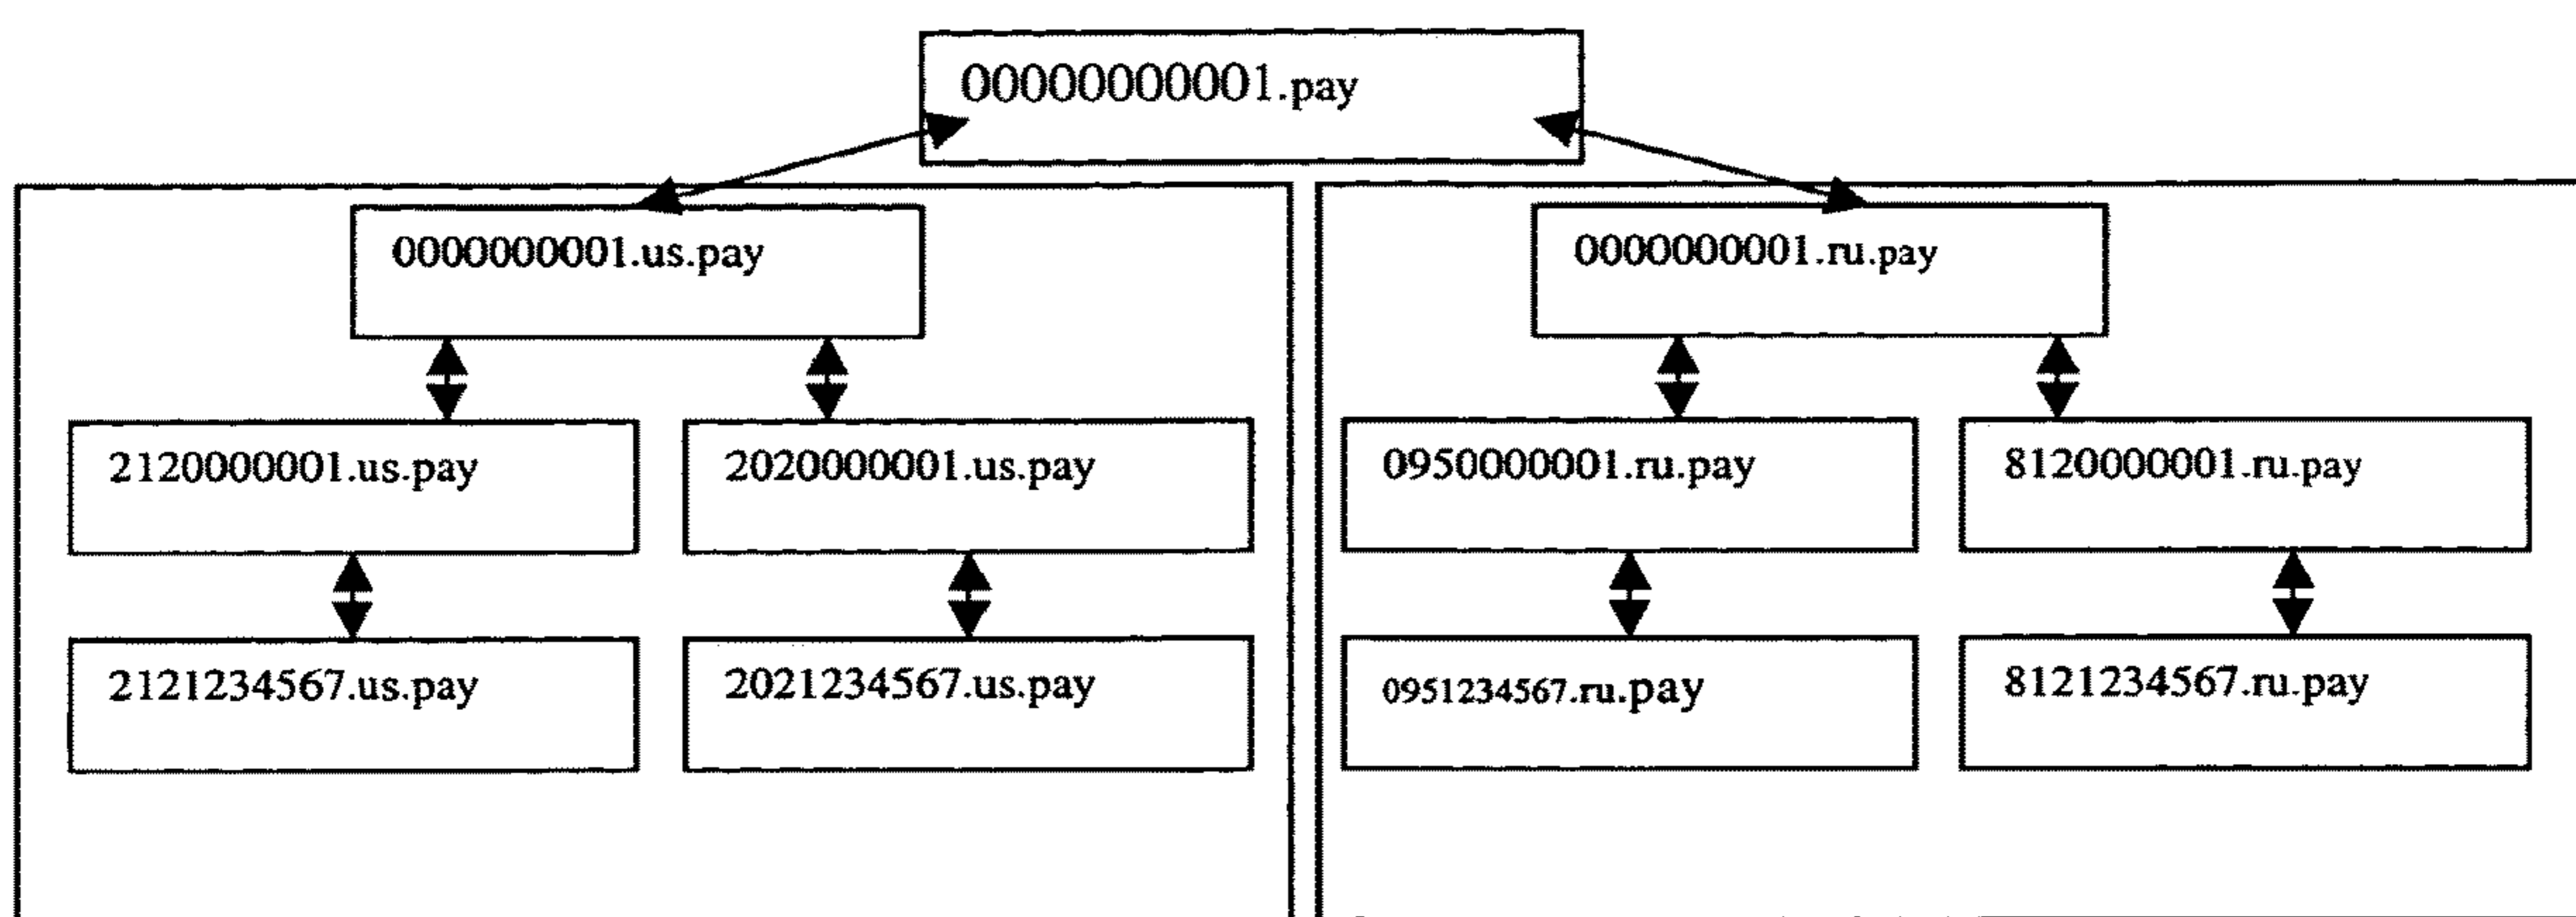 00000000001.pay
0000000001.us.pay
0000000001.ru.pay
2120000001.us.pay
2020000001.us.pay
0950000001.ru.pay
8120000001.ru.pay
2121234567.us.pay
2021234567.us.pay
0951234567.ru.pay
8121234567.ru.pay